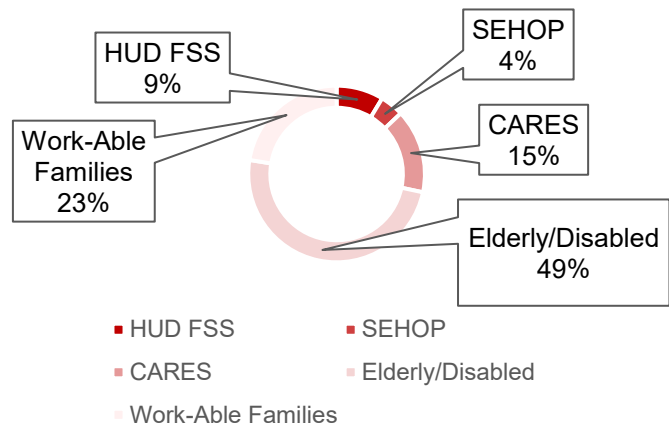 HUD FSS
9%
SEHOP
4%
CARES
15%
Work-Able
Families
23%
Elderly/Disabled
49%
HUD FSS
SEHOP
CARES
Elderly/Disabled
Work-Able Families